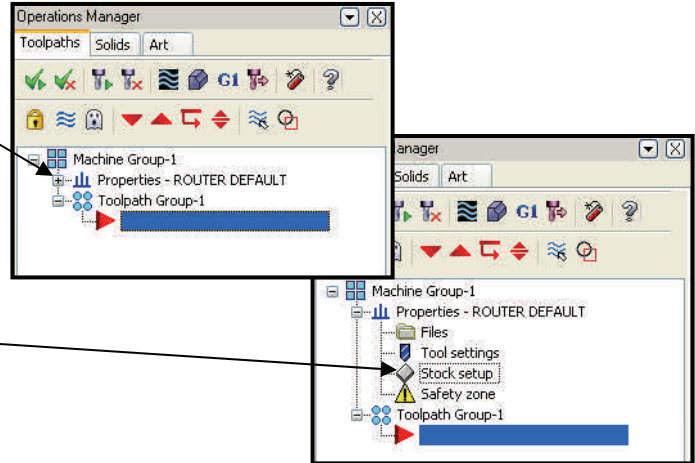 Operations Manager
Toolpaths Solids Art
G1
Machine Group-1
Properties - ROUTER DEFAULT
Toolpath Group-1
anager
Solids Art
G1
Machine Group-1
Properties - ROUTER DEFAULT
Files
Tool settings
Stock setup
Safety zone
Toolpath Group-1